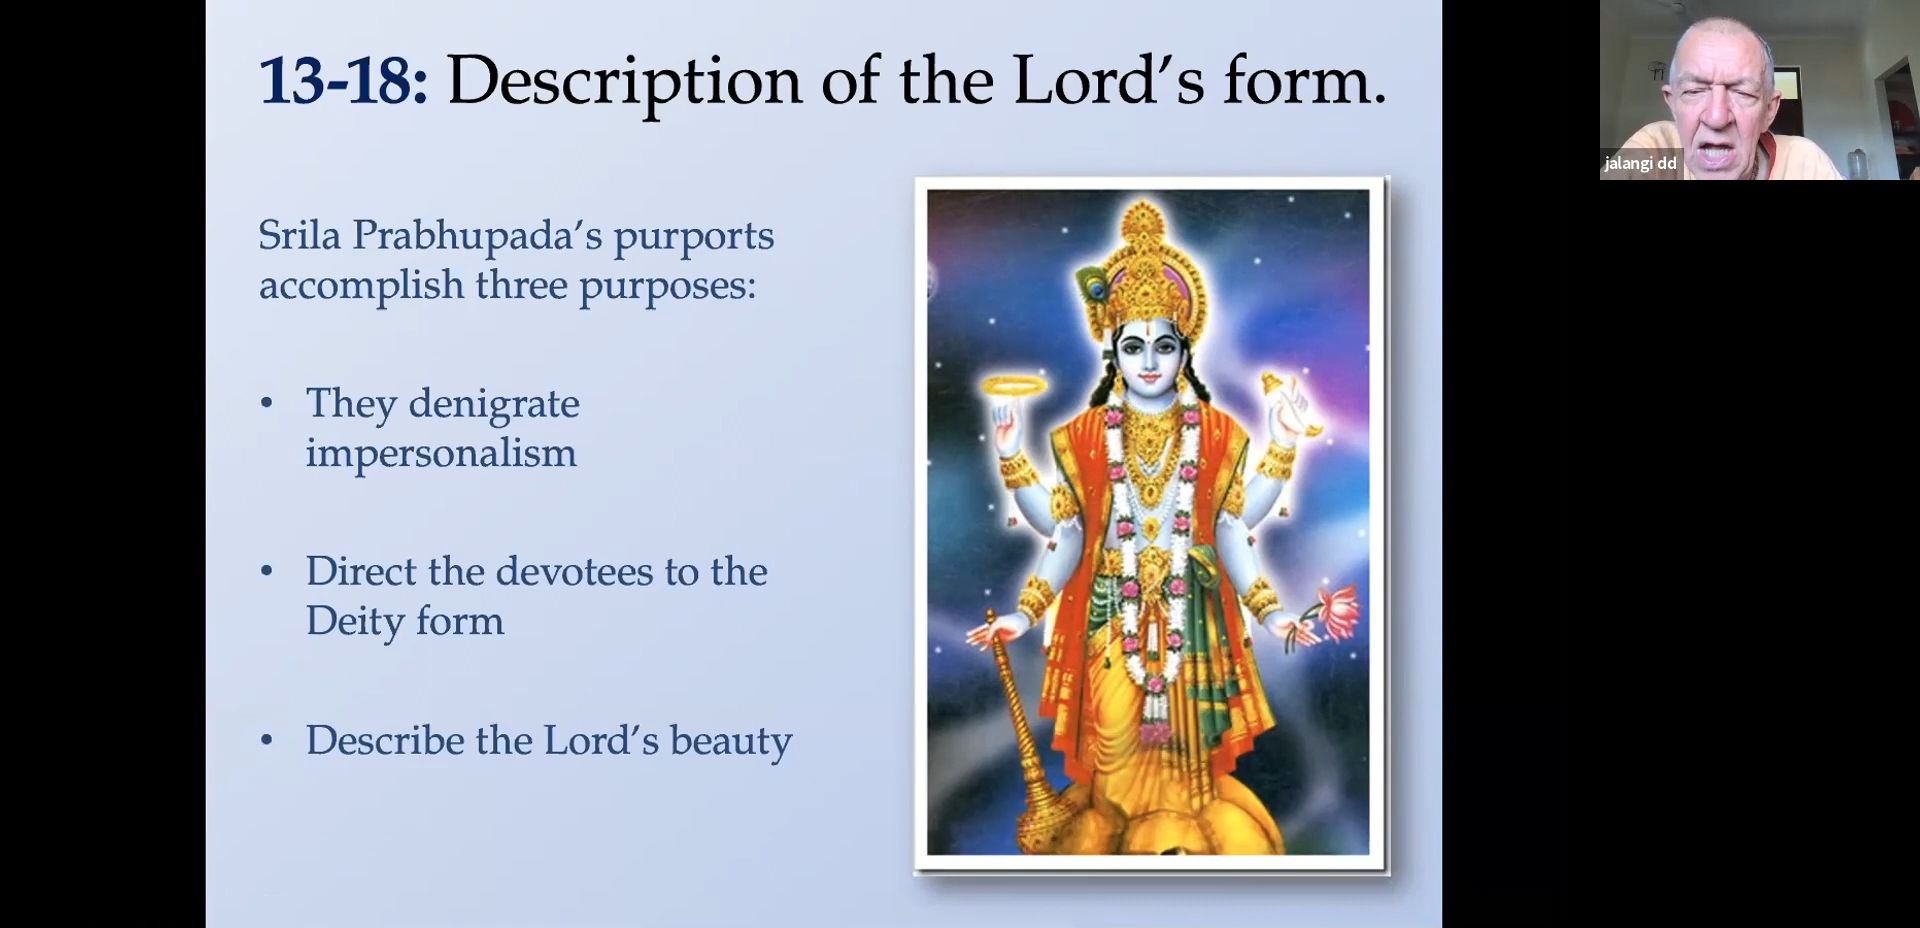 13-18: Description of the Lord’s form.
Srila Prabhupada’s purports
accomplish three purposes:
• They denigrate
impersonalism
• Direct the devotees to the
Deity form
• Describe the Lord’s beauty
jalangi dd